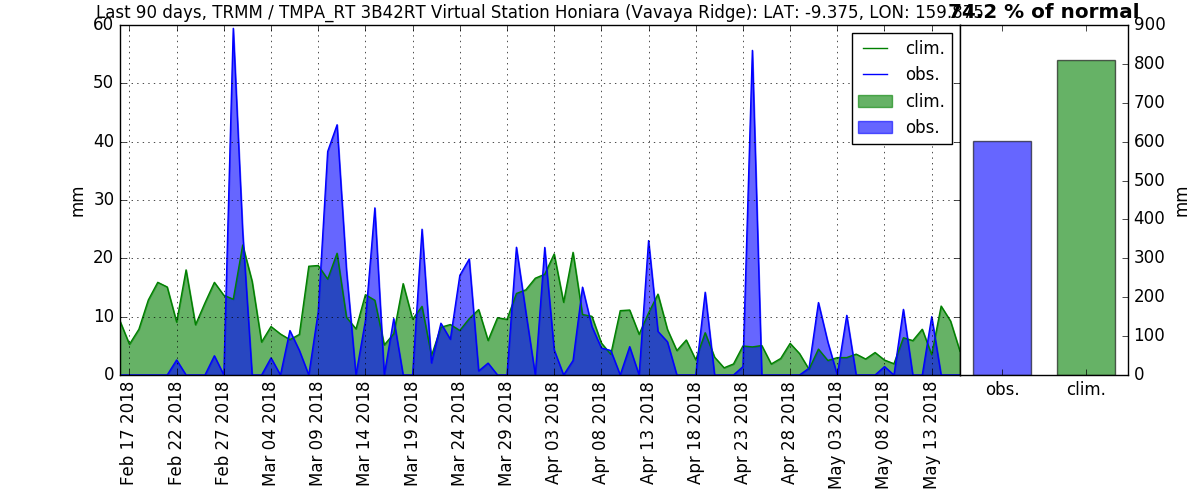 Last 90 days, TRMM / TMPA_RT 3B42RT Virtual Station Honiara (Vavaya Ridge): LAT: -9.375, LON: 
74.2 % of normal
60
50
40
30
20
10
0
mm
clim.
obs.
clim.
obs.
900
800
700
600
500
400
300
200
100
0
mm
obs.
clim.
Feb 17 2018
Feb 22 2018
Feb 27 2018
Mar 04 2018
Mar 09 2018
Mar 14 2018
Mar 19 2018
Mar 24 2018
Mar 29 2018
Apr 03 2018
Apr 08 2018
Apr 13 2018
Apr 18 2018
Apr 23 2018
Apr 28 2018
May 03 2018
May 08 2018
May 13 2018